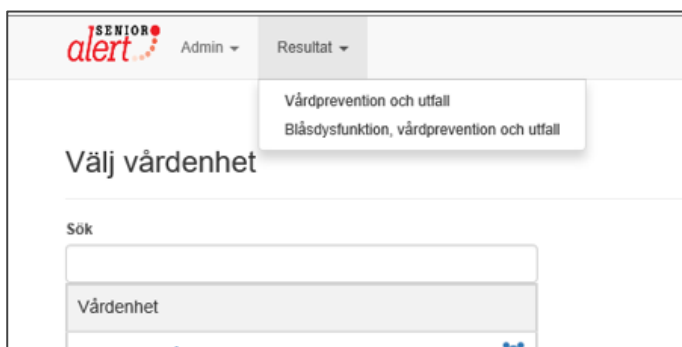 SENIOR
alert
Admin
Resultat
Vårdprevention och utfall
Blåsdysfunktion, vårdprevention och utfall
Välj vårdenhet
Sök
Vårdenhet